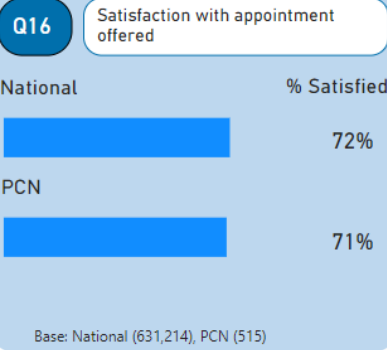 Q16
Satisfaction with appointment
offered
National % Satisfied
72%
PCN
71%
Base: National (631,214), PCN (515)